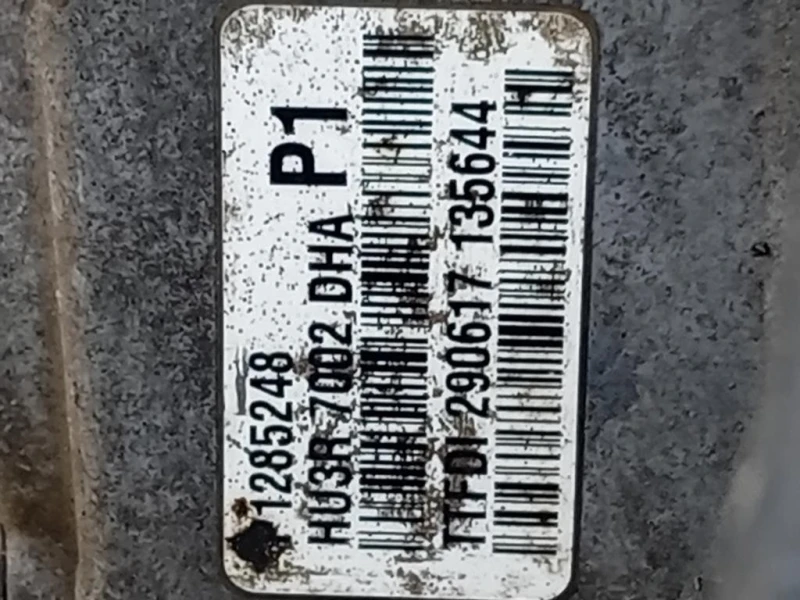 P1
1285248
HU3R 7002 DHA
TTFDI 290617 135644